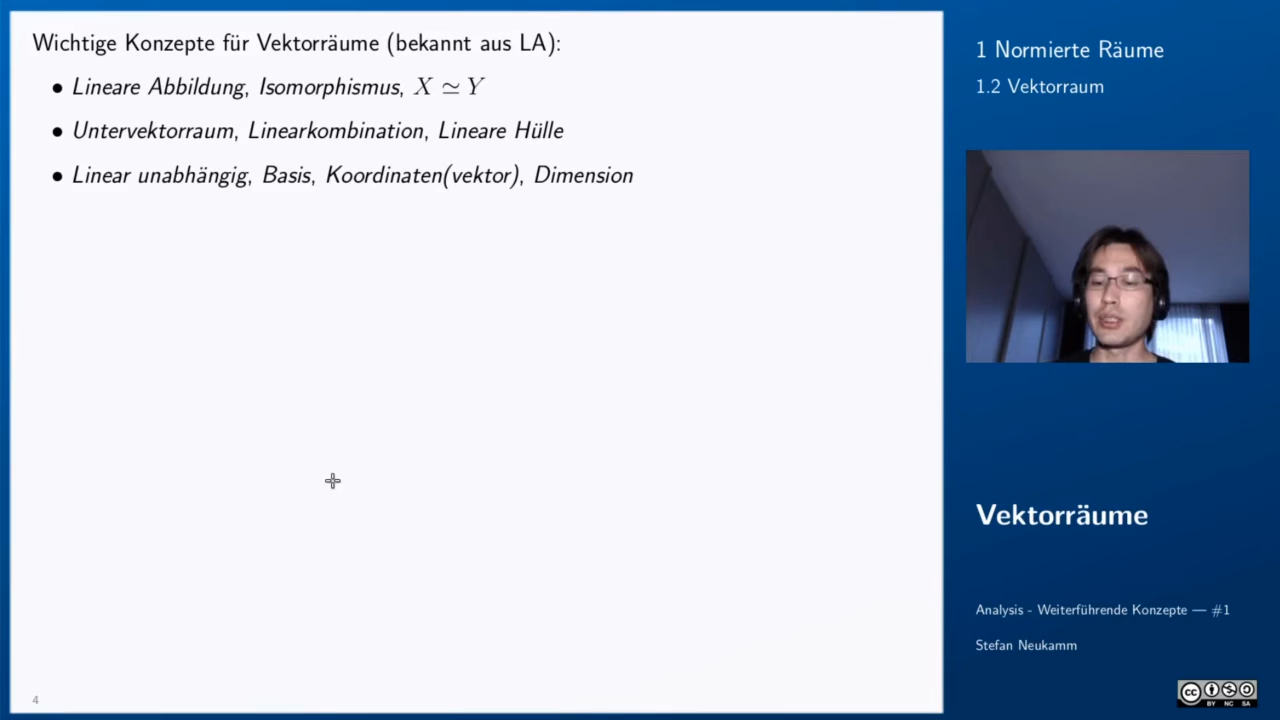 Wichtige Konzepte für Vektorräume (bekannt aus LA):
• Lineare Abbildung, Isomorphismus, X ≃ Y
• Untervektorraum, Linearkombination, Lineare Hülle
• Linear unabhängig, Basis, Koordinaten(vektor), Dimension
4
1 Normierte Räume
1.2 Vektorraum
Vektorräume
Analysis - Weiterführende Konzepte — #1
Stefan Neukamm
cc
BY NC SA